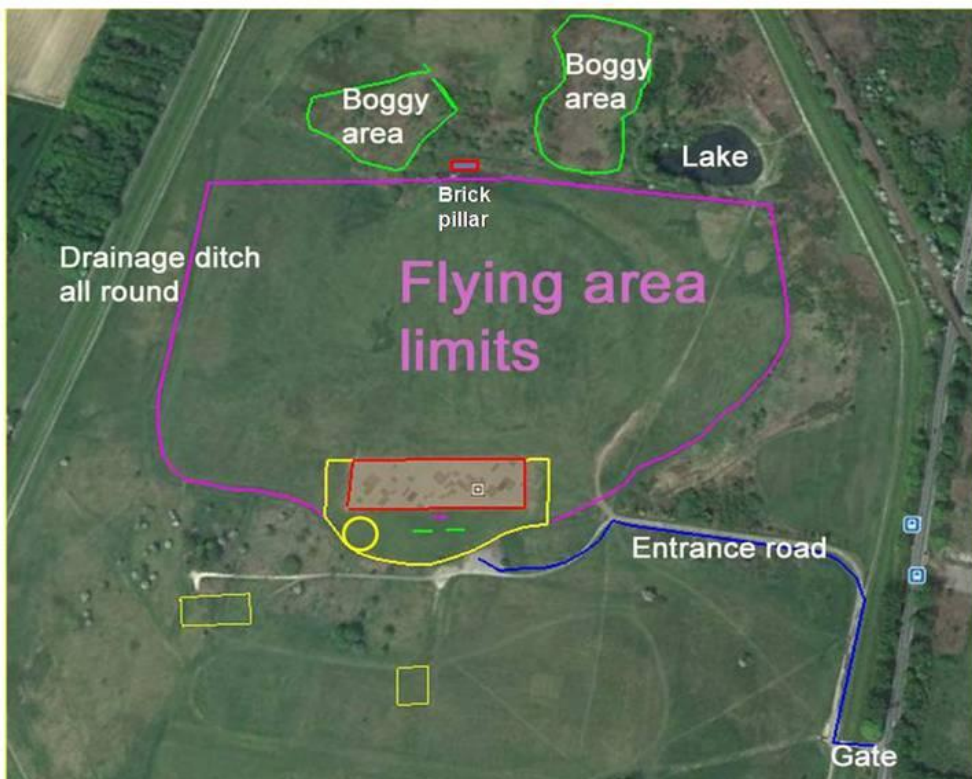 Boggy
area
Boggy
area
Lake
Brick
pillar
Drainage ditch
all round
Flying area
limits
Entrance road
Gate